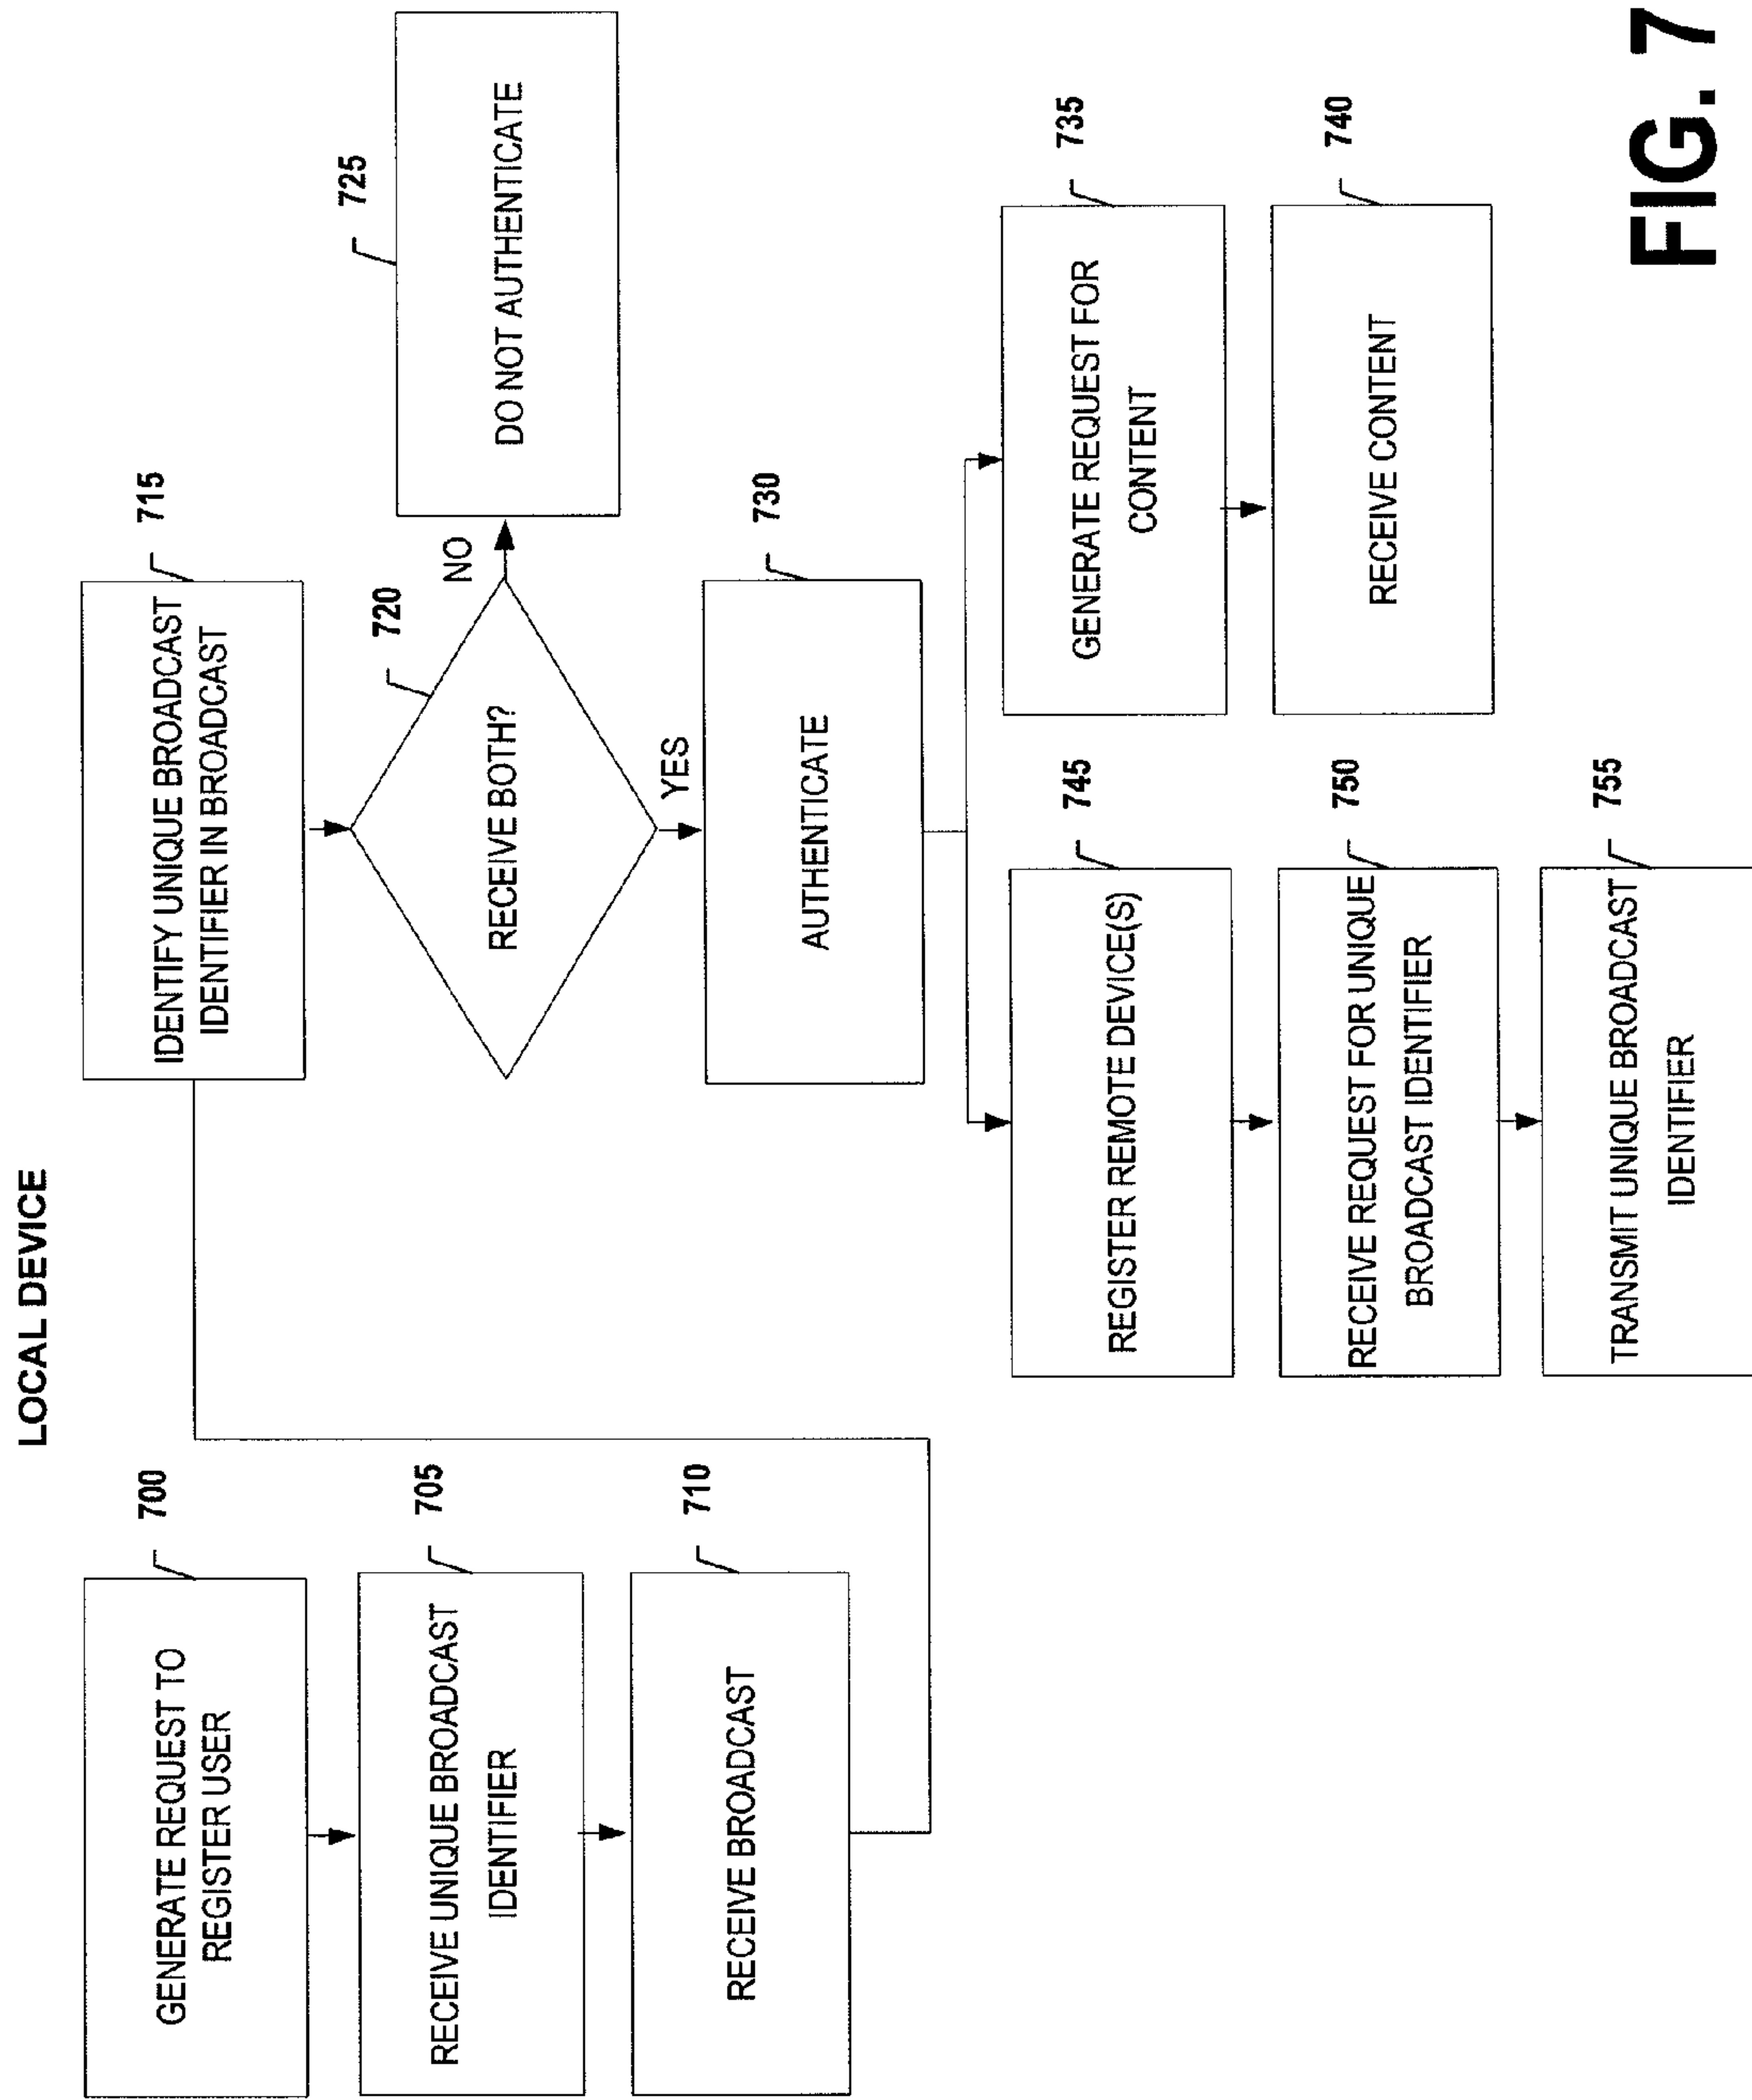 LOCAL DEVICE
700
GENERATE REQUEST TO
REGISTER USER
705
RECEIVE UNIQUE BROADCAST
IDENTIFIER
710
RECEIVE BROADCAST
715
IDENTIFY UNIQUE BROADCAST
IDENTIFIER IN BROADCAST
720
RECEIVE BOTH?
NO
725
DO NOT AUTHENTICATE
YES
730
AUTHENTICATE
735
GENERATE REQUEST FOR
CONTENT
740
RECEIVE CONTENT
745
REGISTER REMOTE DEVICE(S)
750
RECEIVE REQUEST FOR UNIQUE
BROADCAST IDENTIFIER
755
TRANSMIT UNIQUE BROADCAST
IDENTIFIER
FIG. 7